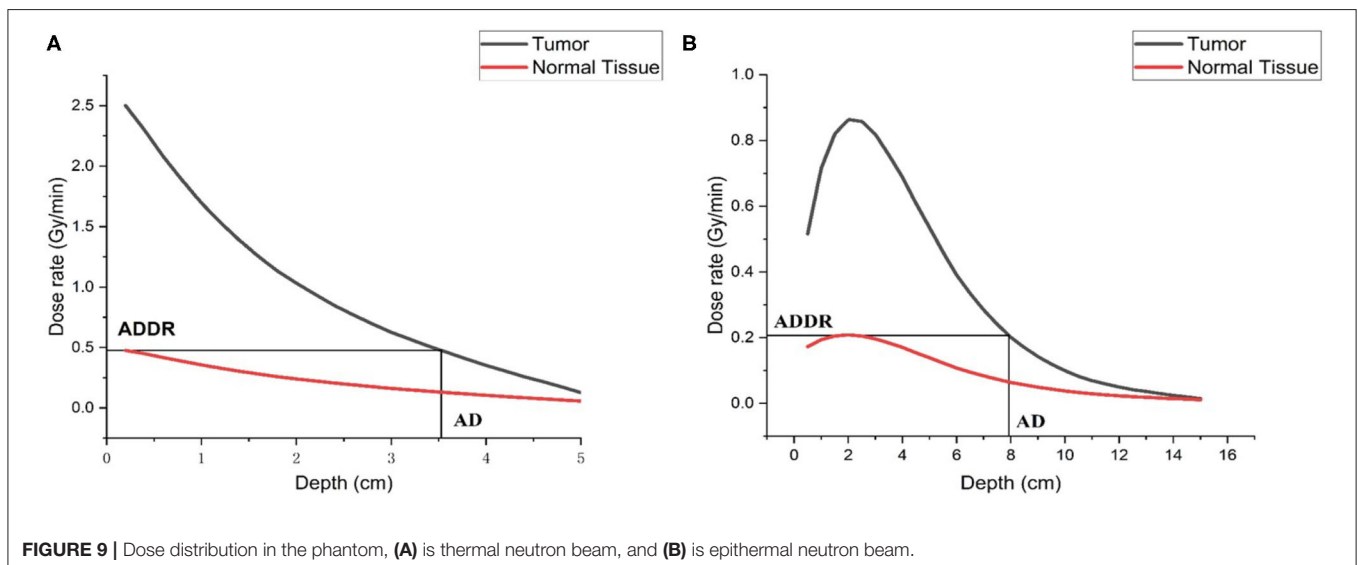 A
Tumor
Normal Tissue
2.5
2.0
1.5
1.0
0.5
0.0
Dose rate (Gy/min)
ADDR
AD
0 1 2 3 4 5
Depth (cm)
B
Tumor
Normal Tissue
1.0
0.8
0.6
0.4
0.2
0.0
Dose rate (Gy/min)
ADDR
AD
0 2 4 6 8 10 12 14 16
Depth (cm)
FIGURE 9 | Dose distribution in the phantom, (A) is thermal neutron beam, and (B) is epithermal neutron beam.